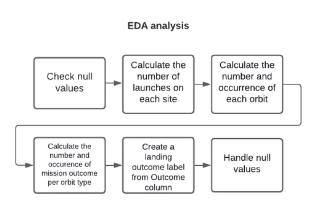 EDA analysis
Check null
values
Calculate the
number of
launches on
each site
Calculate the
number and
occurrence of
each orbit
Calculate the
number and
occurence of
mission outcome
per orbit type
Create a
landing
outcome label
from Outcome
column
Handle null
values